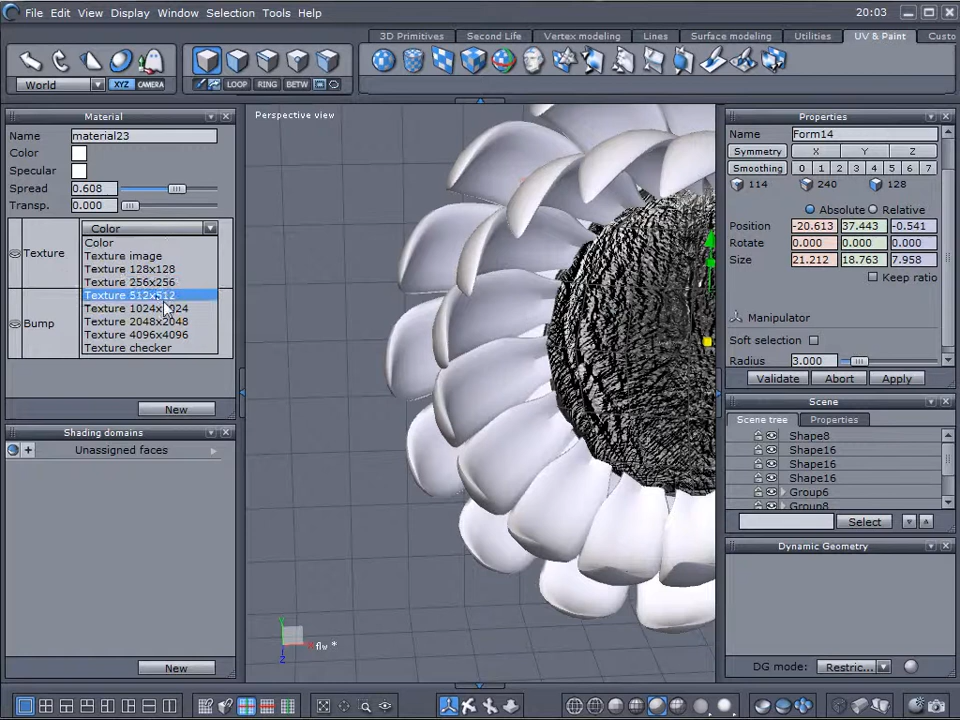 File Edit View Display Window Selection Tools Help 20:03
3D Primitives Second Life Vertex modeling Lines Surface modeling Utilities UV & Paint Custo
World XYZ CAMERA LOOP RING BETW
Material
Name material23
Color
Specular
Spread 0.608
Transp. 0.000
Texture Color
Color
Texture image
Texture 128x128
Texture 256x256
Texture 512x512
Texture 1024x1024
Texture 2048x2048
Texture 4096x4096
Texture checker
Bump
New
Shading domains
Unassigned faces
New
Perspective view
Y
X
Z
flw *
Properties
Name Form14
Symmetry X Y Z
Smoothing 0 1 2 3 4 5 6 7
114 240 128
Absolute Relative
Position -20.613 37.443 -0.541
Rotate 0.000 0.000 0.000
Size 21.212 18.763 7.958
Keep ratio
Manipulator
Soft selection
Radius 3.000
Validate Abort Apply
Scene
Scene tree Properties
Shape8
Shape16
Shape16
Shape16
Group6
Group8
Select
Dynamic Geometry
DG mode: Restric...